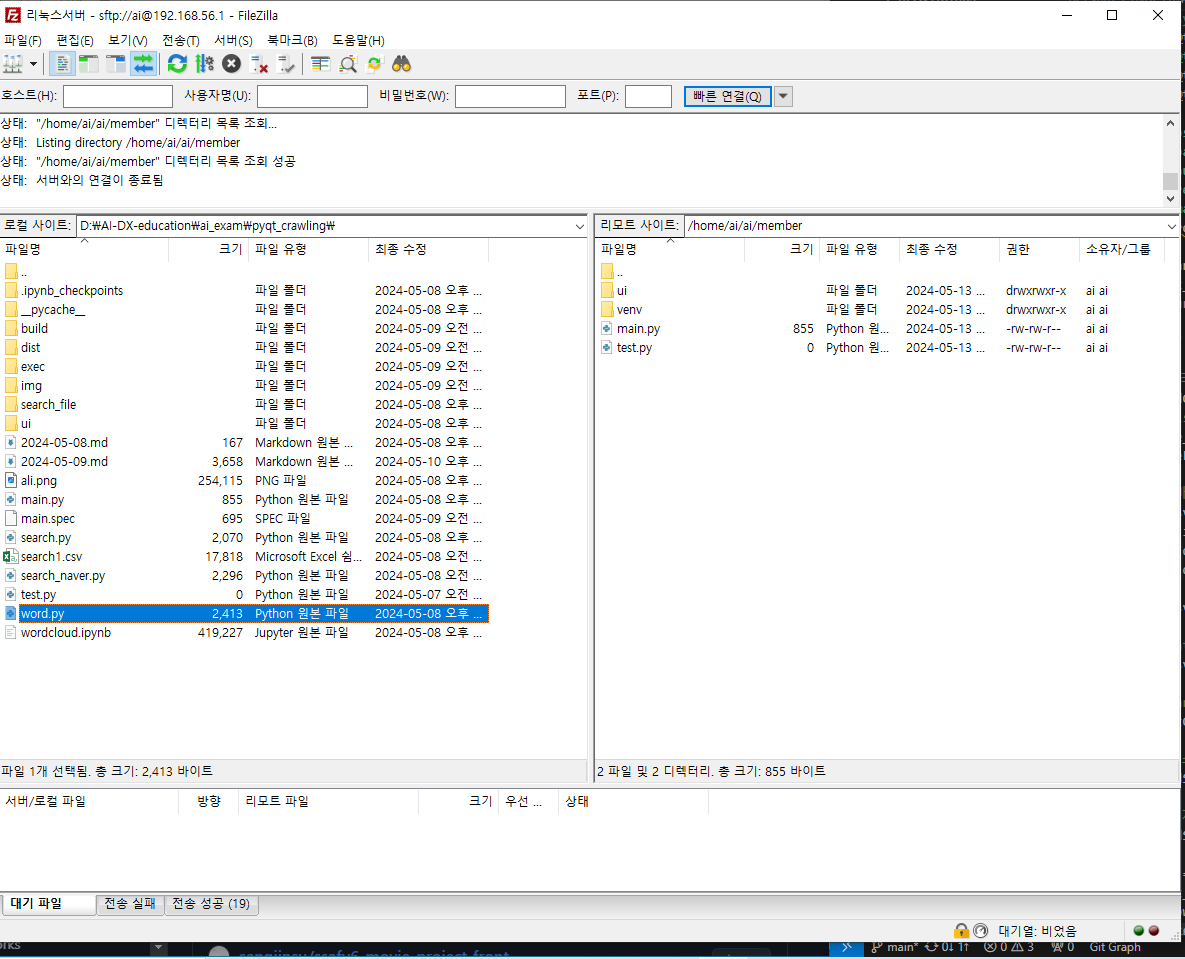 리눅스서버 - sftp://ai@192.168.56.1 - FileZilla
파일(F) 편집(E) 보기(V) 전송(T) 서버(S) 북마크(B) 도움말(H)
호스트(H): 사용자명(U): 비밀번호(W): 포트(P): 빠른 연결(Q)
상태: "/home/ai/ai/member" 디렉터리 목록 조회...
상태: Listing directory /home/ai/ai/member
상태: "/home/ai/ai/member" 디렉터리 목록 조회 성공
상태: 서버와의 연결이 종료됨
로컬 사이트: D:₩AI-DX-education₩ai_exam₩pyqt_crawling₩
파일명 크기 파일 유형 최종 수정
..
.ipynb_checkpoints 파일 폴더 2024-05-08 오후 ...
__pycache__ 파일 폴더 2024-05-08 오후 ...
build 파일 폴더 2024-05-09 오전 ...
dist 파일 폴더 2024-05-09 오전 ...
exec 파일 폴더 2024-05-09 오전 ...
img 파일 폴더 2024-05-09 오전 ...
search_file 파일 폴더 2024-05-08 오후 ...
ui 파일 폴더 2024-05-08 오후 ...
2024-05-08.md 167 Markdown 원본 ... 2024-05-08 오후 ...
2024-05-09.md 3,658 Markdown 원본 ... 2024-05-10 오후 ...
ali.png 254,115 PNG 파일 2024-05-08 오후 ...
main.py 855 Python 원본 파일 2024-05-08 오후 ...
main.spec 695 SPEC 파일 2024-05-09 오전 ...
search.py 2,070 Python 원본 파일 2024-05-08 오후 ...
search1.csv 17,818 Microsoft Excel 쉼... 2024-05-08 오전 ...
search_naver.py 2,296 Python 원본 파일 2024-05-08 오전 ...
test.py 0 Python 원본 파일 2024-05-07 오전 ...
word.py 2,413 Python 원본 파일 2024-05-08 오후 ...
wordcloud.ipynb 419,227 Jupyter 원본 파일 2024-05-08 오후 ...
파일 1개 선택됨. 총 크기: 2,413 바이트
리모트 사이트: /home/ai/ai/member
파일명 크기 파일 유형 최종 수정 권한 소유자/그룹
..
ui 파일 폴더 2024-05-13 ... drwxrwxr-x ai ai
venv 파일 폴더 2024-05-13 ... drwxrwxr-x ai ai
main.py 855 Python 원... 2024-05-13 ... -rw-rw-r-- ai ai
test.py 0 Python 원... 2024-05-13 ... -rw-rw-r-- ai ai
2 파일 및 2 디렉터리. 총 크기: 855 바이트
서버/로컬 파일 방향 리모트 파일 크기 우선 ... 상태
대기 파일 전송 실패 전송 성공 (19)
대기열: 비었음
main* 0↓ 1↑ 0 3 0 Git Graph